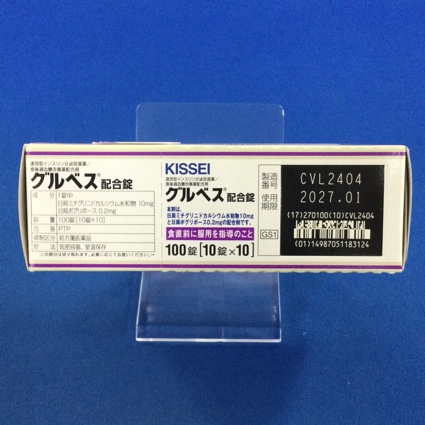 速効型インスリン分泌促進薬／
食後過血糖改善薬配合剤
グルベス®配合錠
成分 1錠中
日局ミチグリニドカルシウム水和物 10mg
日局ボグリボース 0.2mg
容量 100錠[10錠×10]
包装 PTP
規制区分 処方箋医薬品
貯法 気密容器、室温保存
KISSEI
速効型インスリン分泌促進薬／
食後過血糖改善薬配合剤
グルベス®配合錠
本剤は、
日局ミチグリニドカルシウム水和物10mgと
日局ボグリボース0.2mgの配合剤です。
食直前に服用を指導のこと
100錠[10錠×10]
GS1
製造番号 CVL2404
使用期限 2027.01
(17)270100(10)CVL2404
(01)14987051183124